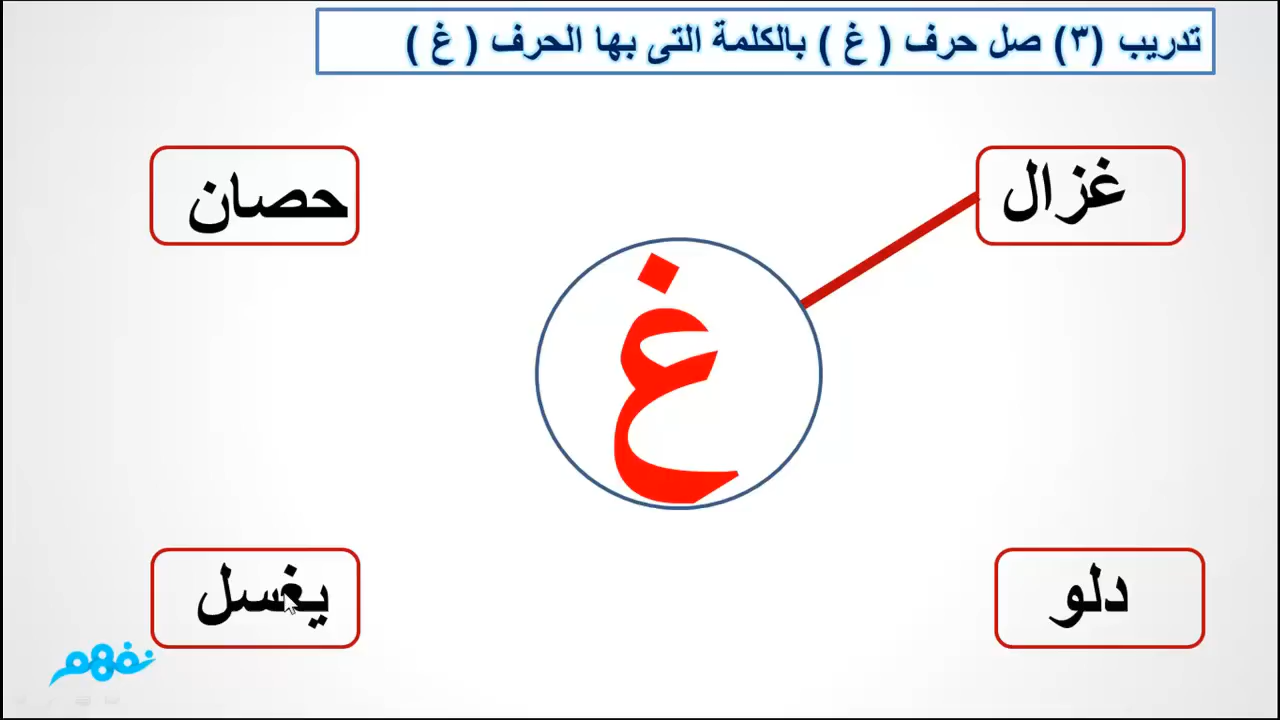 تدريب (٣) صل حرف ( غ ) بالكلمة التى بها الحرف ( غ )
غزال
حصان
غ
دلو
يغسل
نفهم